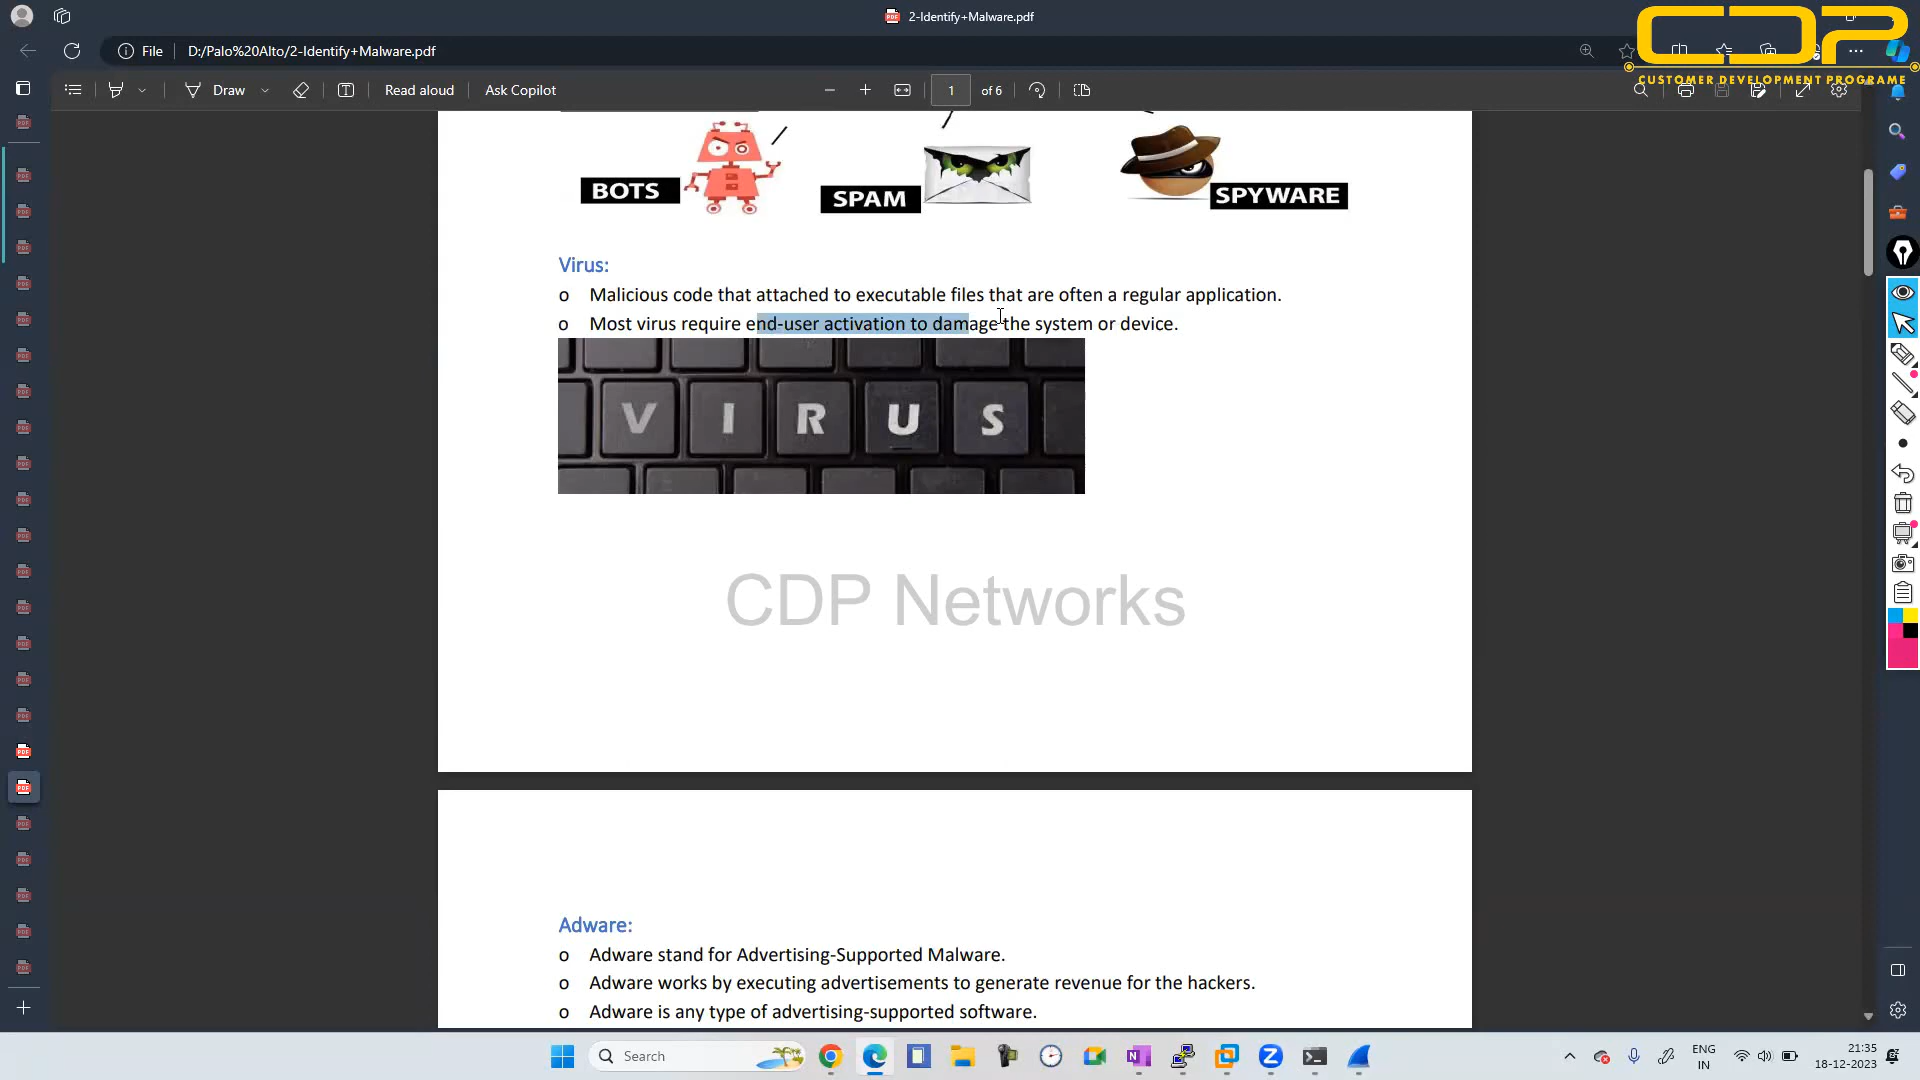 2-Identify+Malware.pdf
CDP
CUSTOMER DEVELOPMENT PROGRAME
File D:/Palo%20Alto/2-Identify+Malware.pdf
Draw Read aloud Ask Copilot 1 of 6
BOTS SPAM SPYWARE
Virus:
o Malicious code that attached to executable files that are often a regular application.
o Most virus require end-user activation to damage the system or device.
V I R U S
CDP Networks
Adware:
o Adware stand for Advertising-Supported Malware.
o Adware works by executing advertisements to generate revenue for the hackers.
o Adware is any type of advertising-supported software.
Search
ENG
IN
21:35
18-12-2023